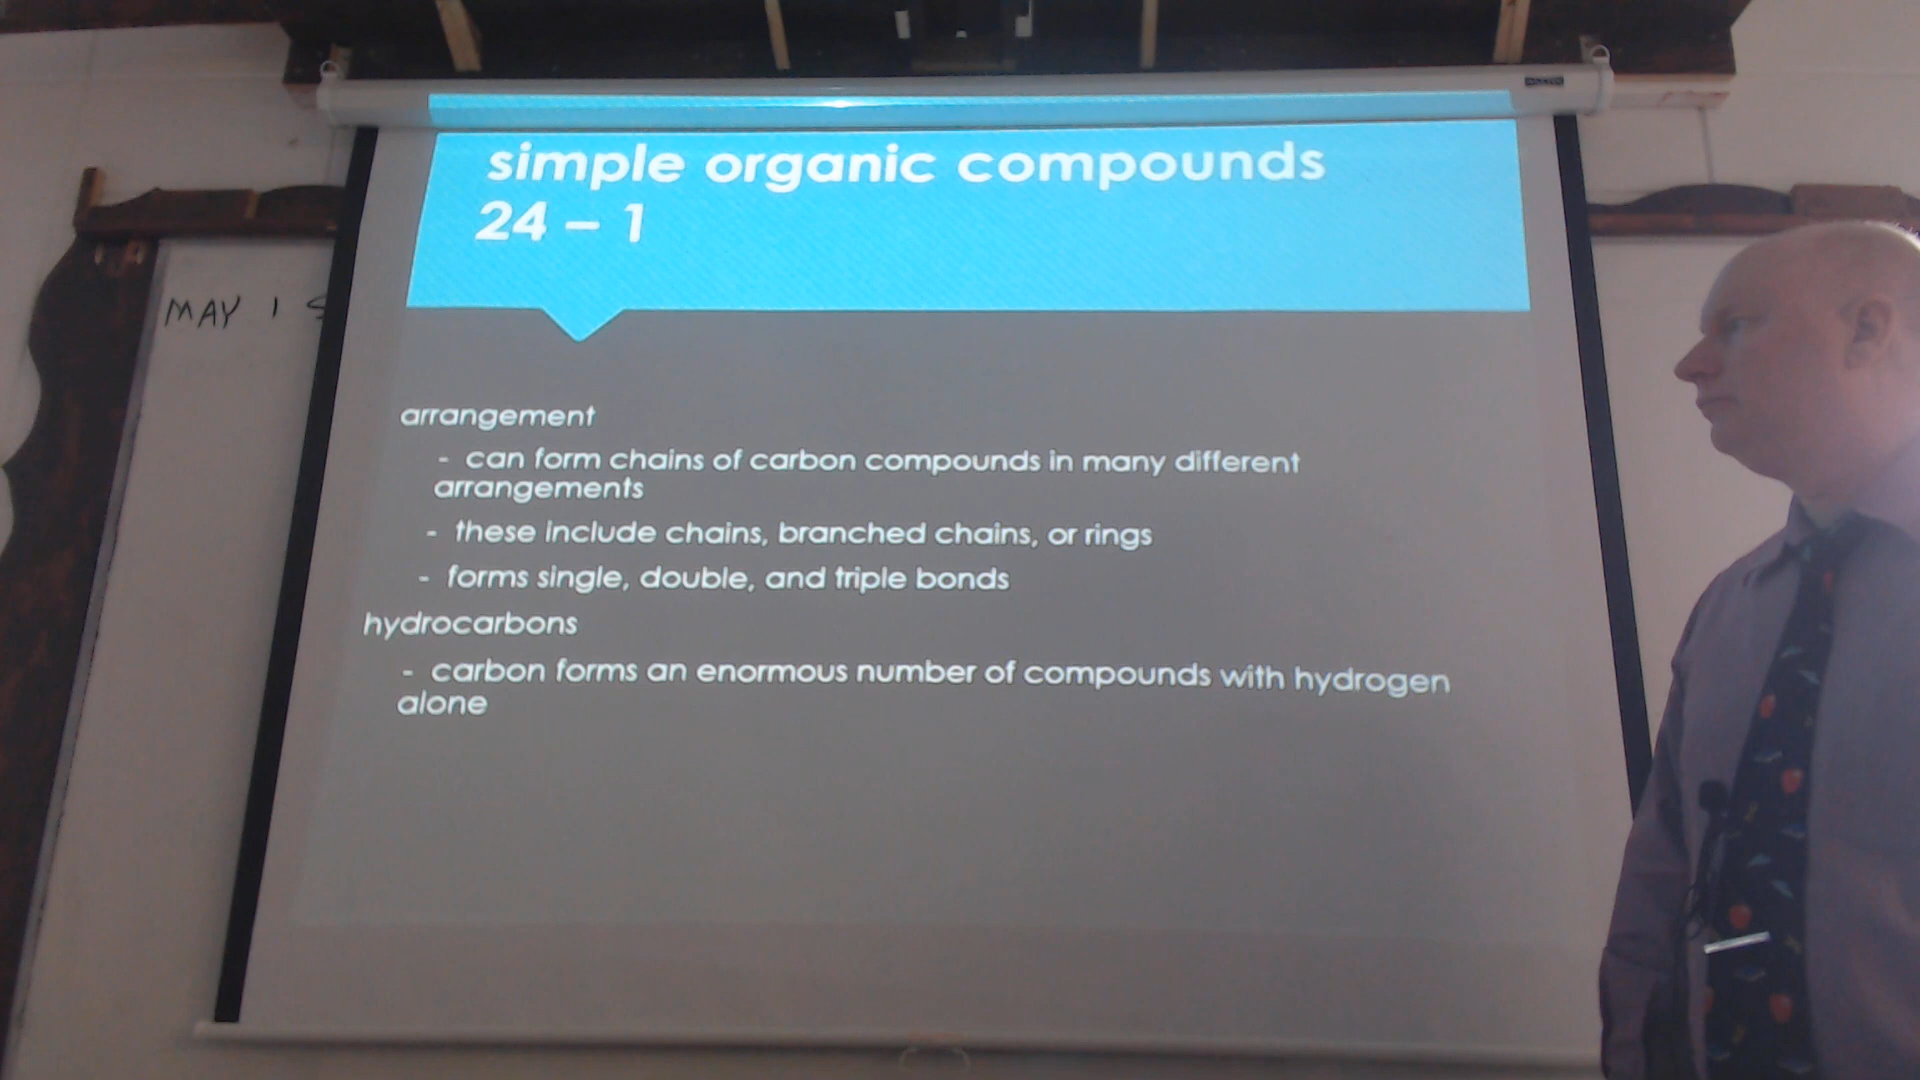 simple organic compounds
24 – 1
MAY 1
arrangement
- can form chains of carbon compounds in many different
arrangements
- these include chains, branched chains, or rings
- forms single, double, and triple bonds
hydrocarbons
- carbon forms an enormous number of compounds with hydrogen
alone